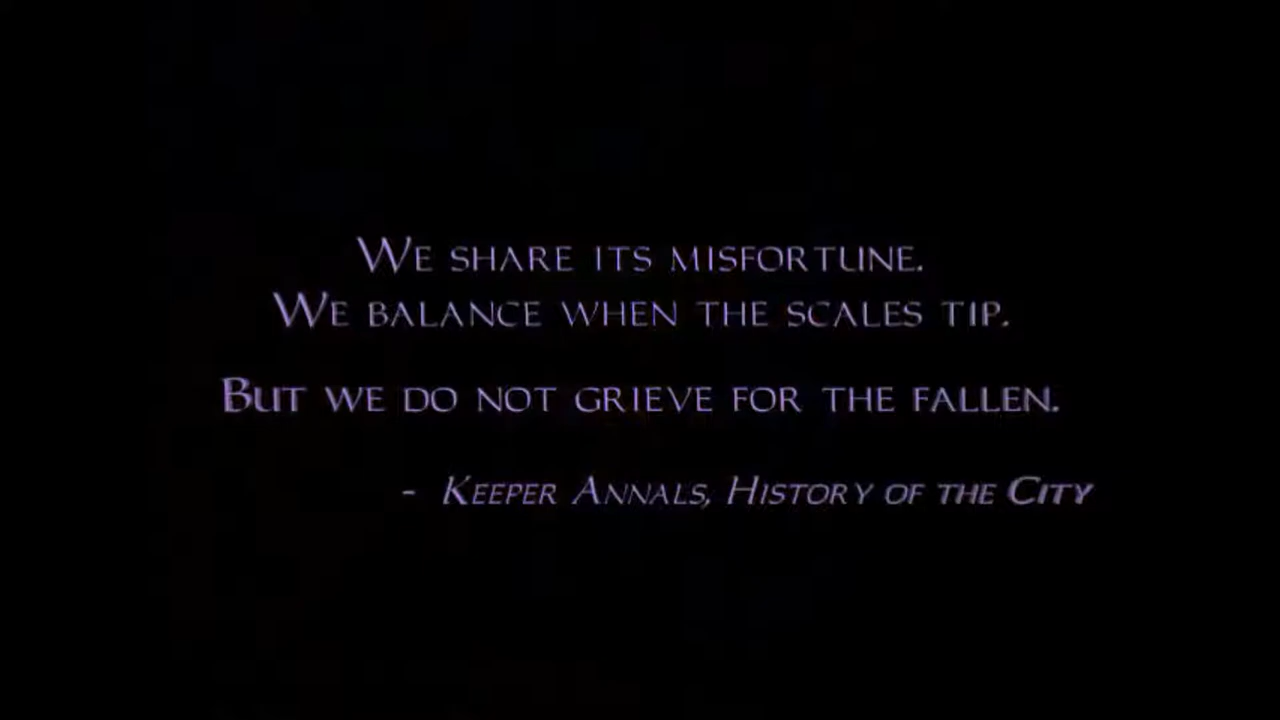 We share its misfortune.
We balance when the scales tip.
But we do not grieve for the fallen.
- Keeper Annals, History of the City